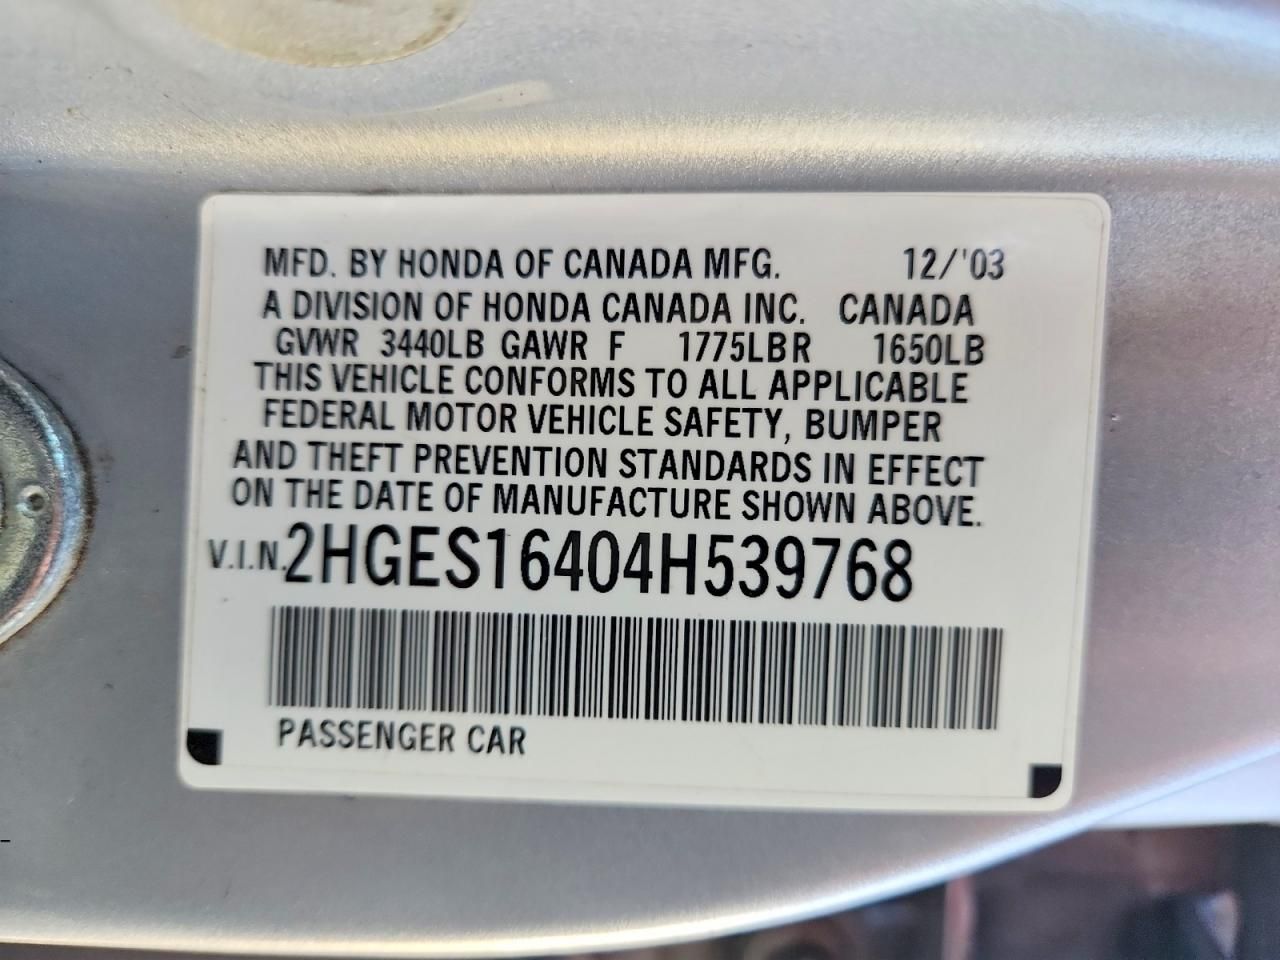 MFD. BY HONDA OF CANADA MFG. 12/'03
A DIVISION OF HONDA CANADA INC. CANADA
GVWR 3440LB GAWR F 1775LB R 1650LB
THIS VEHICLE CONFORMS TO ALL APPLICABLE
FEDERAL MOTOR VEHICLE SAFETY, BUMPER
AND THEFT PREVENTION STANDARDS IN EFFECT
ON THE DATE OF MANUFACTURE SHOWN ABOVE.
V.I.N. 2HGES16404H539768
PASSENGER CAR